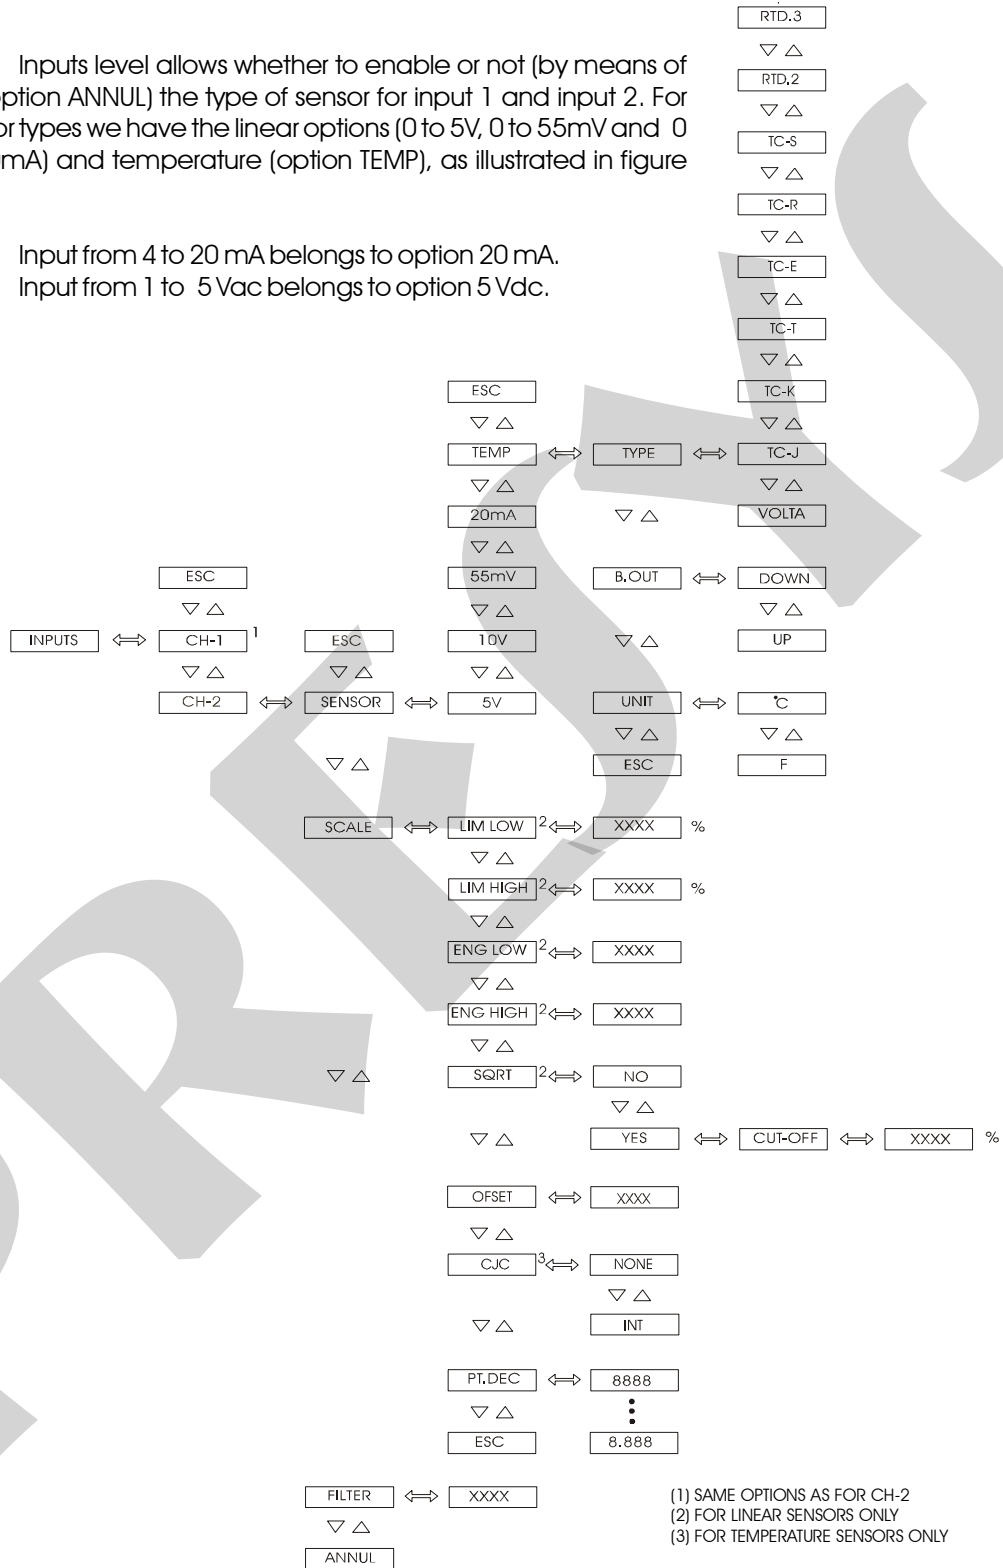 RTD.3
Inputs level allows whether to enable or not (by means of
option ANNUL) the type of sensor for input 1 and input 2. For
or types we have the linear options (0 to 5V, 0 to 55mV and 0
mA) and temperature (option TEMP), as illustrated in figure
RTD.2
TC-S
TC-R
Input from 4 to 20 mA belongs to option 20 mA.
Input from 1 to 5 Vac belongs to option 5 Vdc.
TC-E
TC-T
ESC TC-K
TEMP TYPE TC-J
20mA VOLTA
ESC 55mV B.OUT DOWN
INPUTS CH-1 1 ESC 10V UP
CH-2 SENSOR 5V UNIT °C
ESC F
SCALE LIM LOW 2 XXXX %
LIM HIGH 2 XXXX %
ENG LOW 2 XXXX
ENG HIGH 2 XXXX
SQRT 2 NO
YES CUT-OFF XXXX %
OFSET XXXX
CJC 3 NONE
INT
PT.DEC 8888
ESC 8.888
FILTER XXXX
ANNUL
(1) SAME OPTIONS AS FOR CH-2
(2) FOR LINEAR SENSORS ONLY
(3) FOR TEMPERATURE SENSORS ONLY
PRESYS